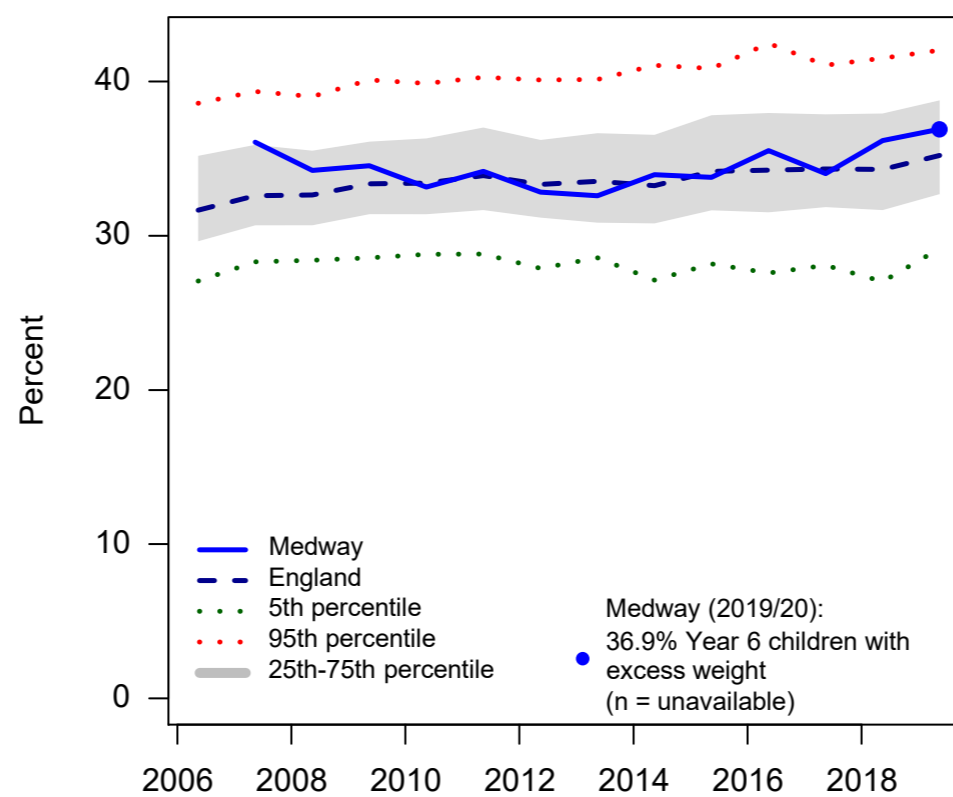 Percent
40
30
20
10
0
Medway
England
5th percentile
95th percentile
25th-75th percentile
Medway (2019/20):
36.9% Year 6 children with
excess weight
(n = unavailable)
2006 2008 2010 2012 2014 2016 2018